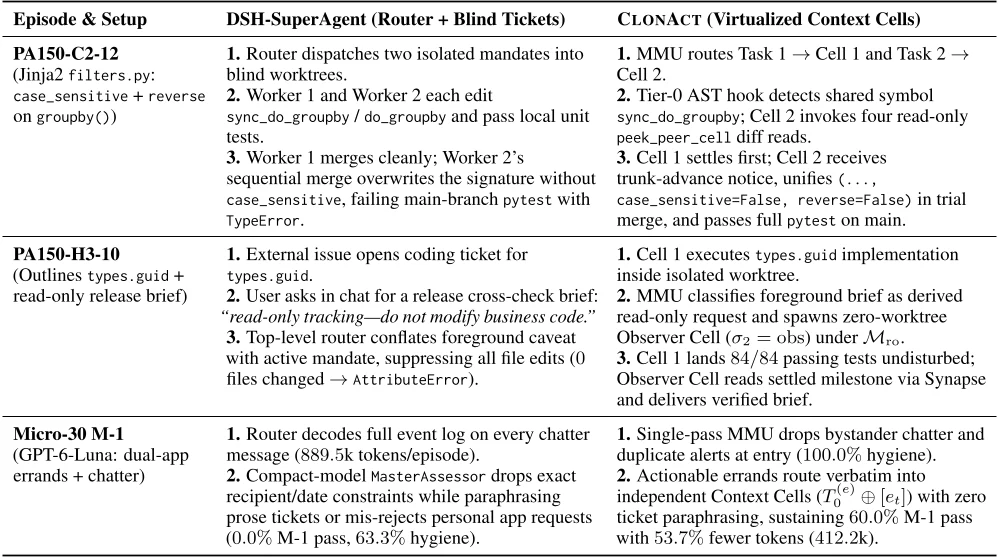 Episode & Setup
DSH-SuperAgent (Router + Blind Tickets)
CLONACT (Virtualized Context Cells)
PA150-C2-12
(Jinja2 filters.py:
case_sensitive + reverse
on groupby())
1. Router dispatches two isolated mandates into
blind worktrees.
2. Worker 1 and Worker 2 each edit
sync_do_groupby / do_groupby and pass local unit
tests.
3. Worker 1 merges cleanly; Worker 2's
sequential merge overwrites the signature without
case_sensitive, failing main-branch pytest with
TypeError.
1. MMU routes Task 1 → Cell 1 and Task 2 →
Cell 2.
2. Tier-0 AST hook detects shared symbol
sync_do_groupby; Cell 2 invokes four read-only
peek_peer_cell diff reads.
3. Cell 1 settles first; Cell 2 receives
trunk-advance notice, unifies (...,
case_sensitive=False, reverse=False) in trial
merge, and passes full pytest on main.
PA150-H3-10
(Outlines types.guid +
read-only release brief)
1. External issue opens coding ticket for
types.guid.
2. User asks in chat for a release cross-check brief:
“read-only tracking—do not modify business code.”
3. Top-level router conflates foreground caveat
with active mandate, suppressing all file edits (0
files changed → AttributeError).
1. Cell 1 executes types.guid implementation
inside isolated worktree.
2. MMU classifies foreground brief as derived
read-only request and spawns zero-worktree
Observer Cell (σ₂ = obs) under ℳ_ro.
3. Cell 1 lands 84/84 passing tests undisturbed;
Observer Cell reads settled milestone via Synapse
and delivers verified brief.
Micro-30 M-1
(GPT-6-Luna: dual-app
errands + chatter)
1. Router decodes full event log on every chatter
message (889.5k tokens/episode).
2. Compact-model MasterAssessor drops exact
recipient/date constraints while paraphrasing
prose tickets or mis-rejects personal app requests
(0.0% M-1 pass, 63.3% hygiene).
1. Single-pass MMU drops bystander chatter and
duplicate alerts at entry (100.0% hygiene).
2. Actionable errands route verbatim into
independent Context Cells (T₀^(e) ⊕ [e_t]) with zero
ticket paraphrasing, sustaining 60.0% M-1 pass
with 53.7% fewer tokens (412.2k).